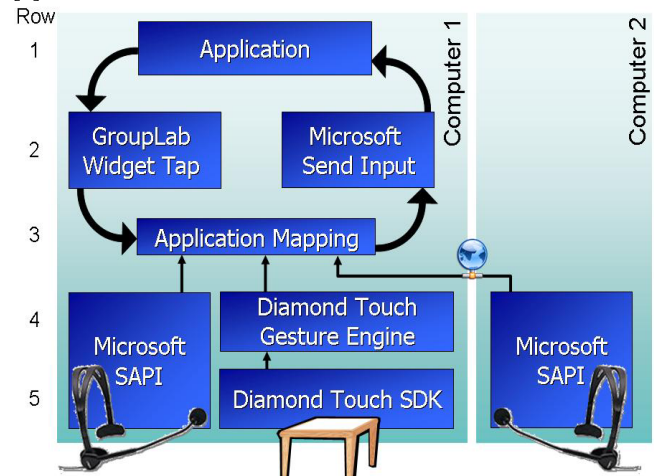 Row
1
Application
Computer 1
Computer 2
2
GroupLab
Widget Tap
Microsoft
Send Input
3
Application Mapping
4
Diamond Touch
Gesture Engine
Microsoft
SAPI
Microsoft
SAPI
5
Diamond Touch SDK